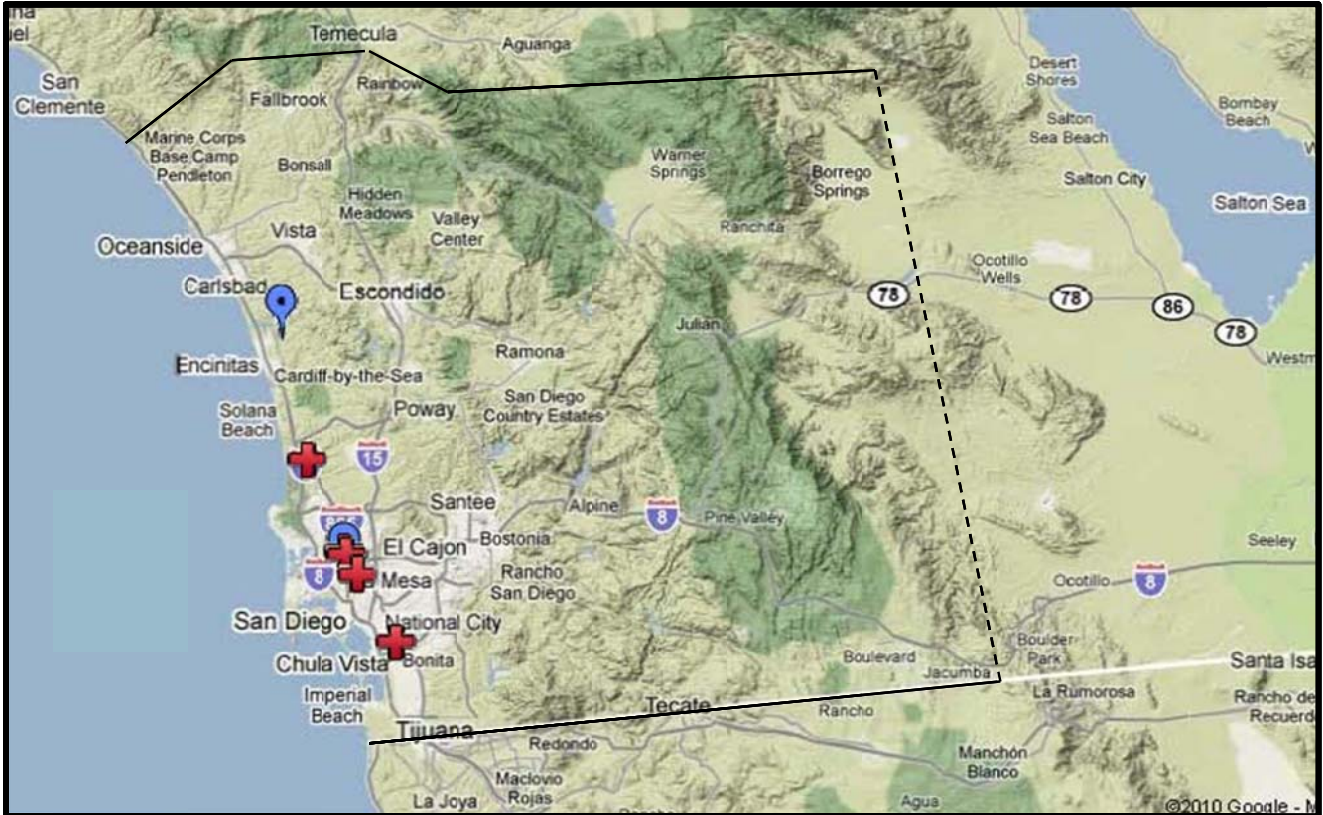 Temecula
Aguanga
San
Clemente
Rainbow
Fallbrook
Desert
Shores
Bombay
Beach
Salton
Sea Beach
Marine Corps
Base Camp
Pendleton
Bonsall
Warner
Springs
Borrego
Springs
Salton City
Hidden
Meadows
Salton Sea
Valley
Center
Vista
Ranchita
Oceanside
Ocotillo
Wells
Carlsbad
Escondido
78
78
86
78
Julian
Ramona
Westm
Encinitas
Cardiff-by-the-Sea
San Diego
Country Estates
Solana
Beach
Poway
15
Santee
Alpine
8
Pine Valley
El Cajon
Bostonia
Seeley
8
Mesa
Rancho
San Diego
Ocotillo
8
San Diego
National City
Boulder
Park
Chula Vista
Bonita
Boulevard
Jacumba
Santa Isa
Imperial
Beach
La Rumorosa
Tecate
Rancho
Rancho de
Recuerd
Tijuana
Redondo
Manchón
Blanco
Maclovio
Rojas
La Joya
Agua
©2010 Google - M